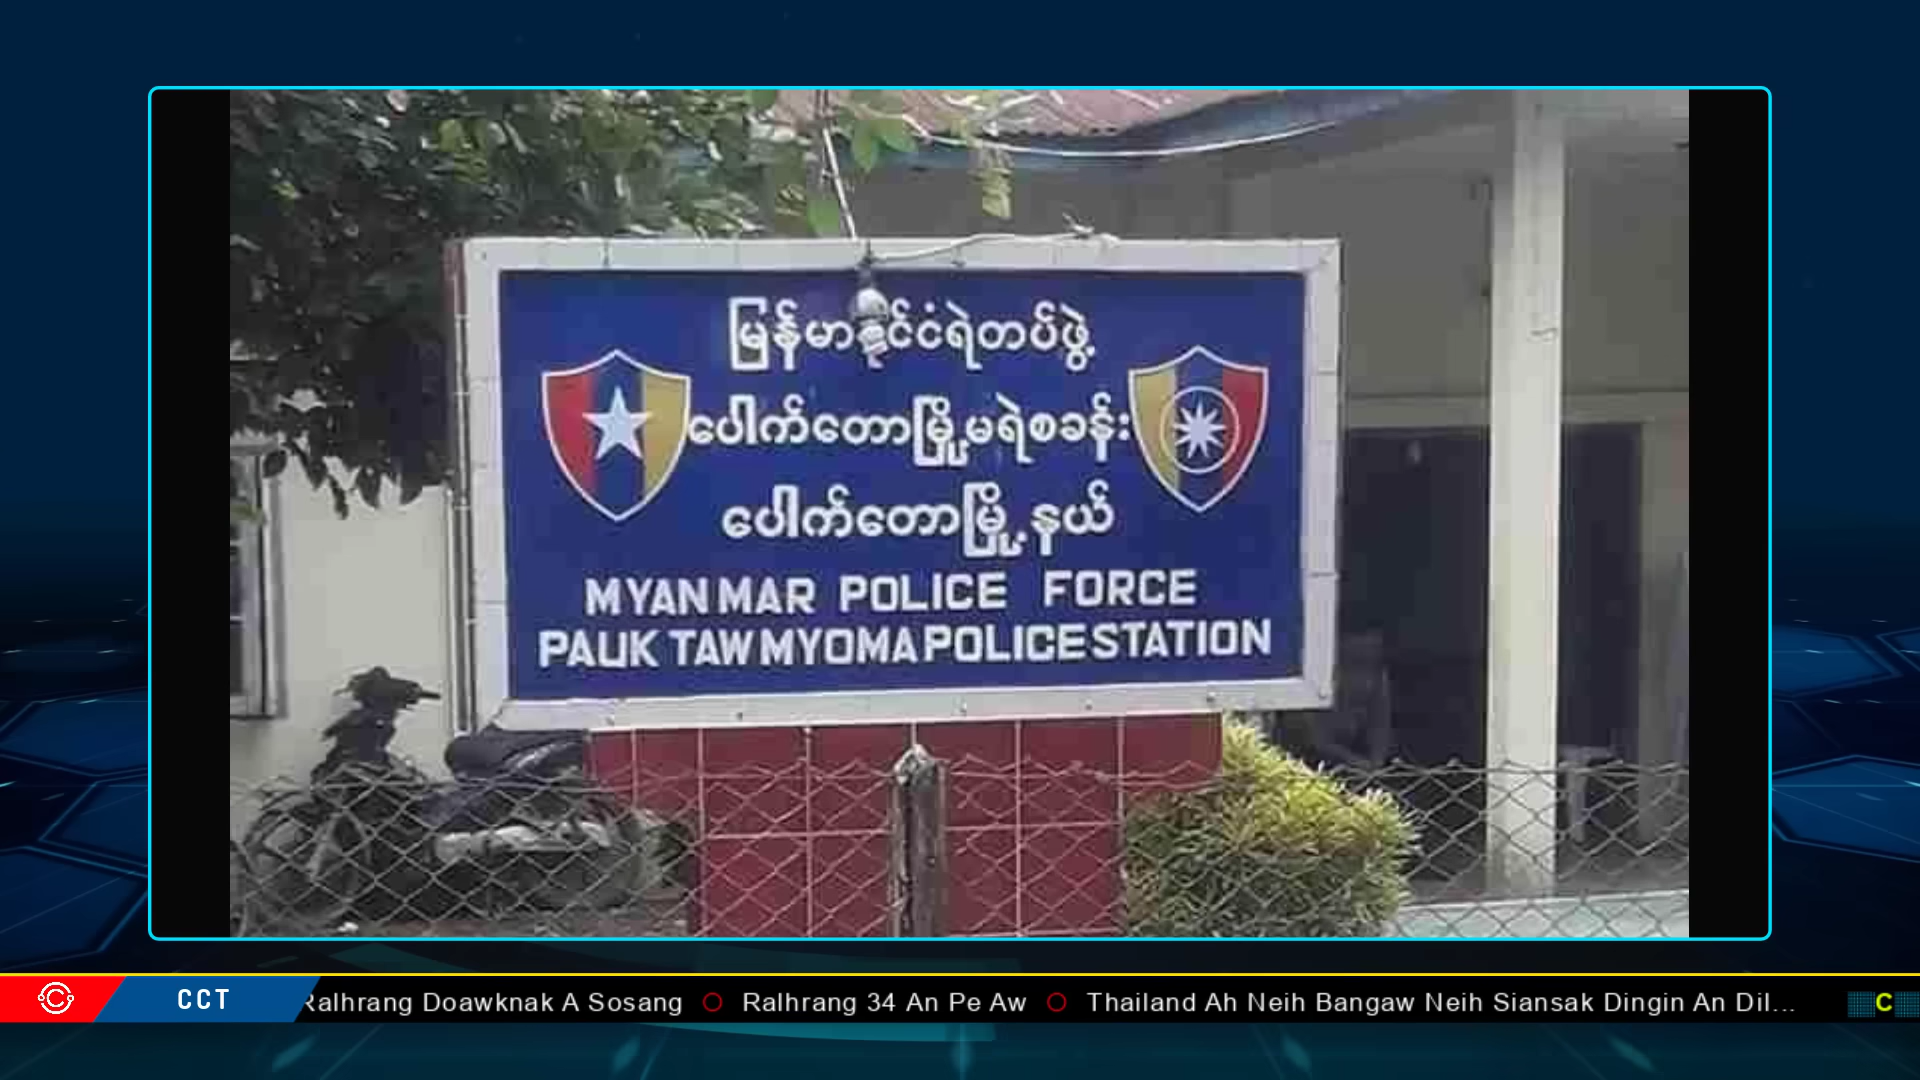 မြန်မာနိုင်ငံရဲတပ်ဖွဲ့
ပေါက်တောမြို့မရဲစခန်း
ပေါက်တောမြို့နယ်
MYANMAR POLICE FORCE
PAUK TAW MYOMA POLICE STATION
CCT
Ralhrang Doawknak A Sosang
Ralhrang 34 An Pe Aw
Thailand Ah Neih Bangaw Neih Siansak Dingin An Dil...
C